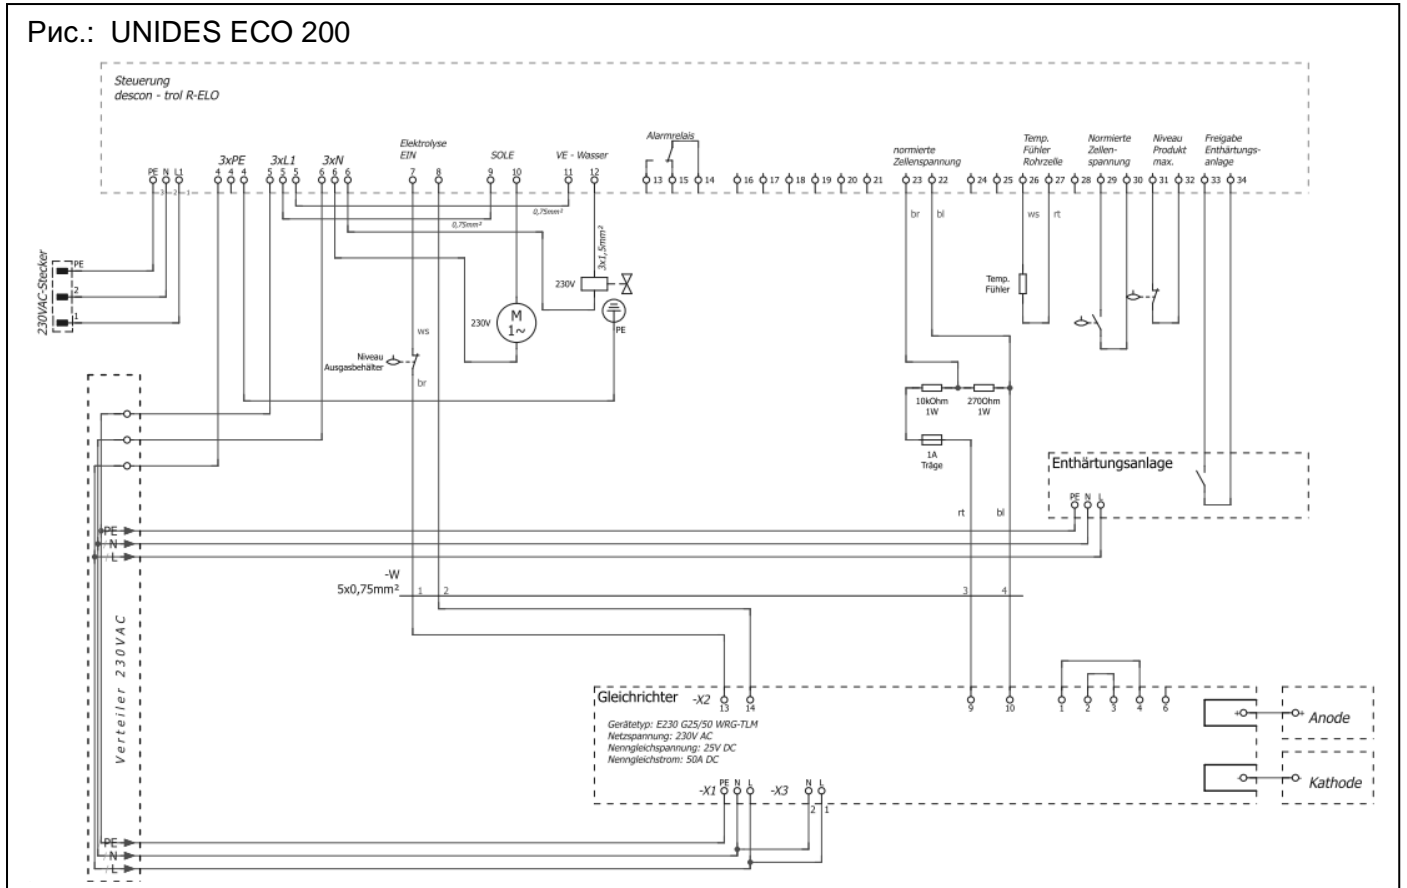 Рис.: UNIDES ECO 200
Steuerung
descon - trol R-ELO
Elektrolyse
EIN
SOLE
VE - Wasser
Alarmrelais
normierte
Zellenspannung
Temp.
Fühler
Rohrzelle
Normierte
Zellen-
spannung
Niveau
Produkt
max.
Freigabe
Enthärtungs-
anlage
3xPE 3xL1 3xN
PE N L1 4 4 4 5 5 5 6 6 6 7 8 9 10 11 12 13 15 14 16 17 18 19 20 21 23 22 24 25 26 27 28 29 30 31 32 33 34
3 2 1
0,75mm²
0,75mm²
3x1,5mm²
br bl ws rt
230VAC-Stecker
PE
2
1
230V
M
1~
230V
PE
ws
Niveau
Ausgasbehälter
br
Temp.
Fühler
10kOhm
1W
270Ohm
1W
1A
Träge
rt bl
Enthärtungsanlage
PE N L
PE
N
L
-W
5x0,75mm²
1 2 3 4
Verteiler 230VAC
Gleichrichter
-X2
13 14 9 10 1 2 3 4 6
Gerätetyp: E230 G25/50 WRG-TLM
Netzspannung: 230V AC
Nenngleichspannung: 25V DC
Nenngleichstrom: 50A DC
-X1 PE N L -X3 N L
2 1
+ + Anode
- - Kathode
PE
N
L